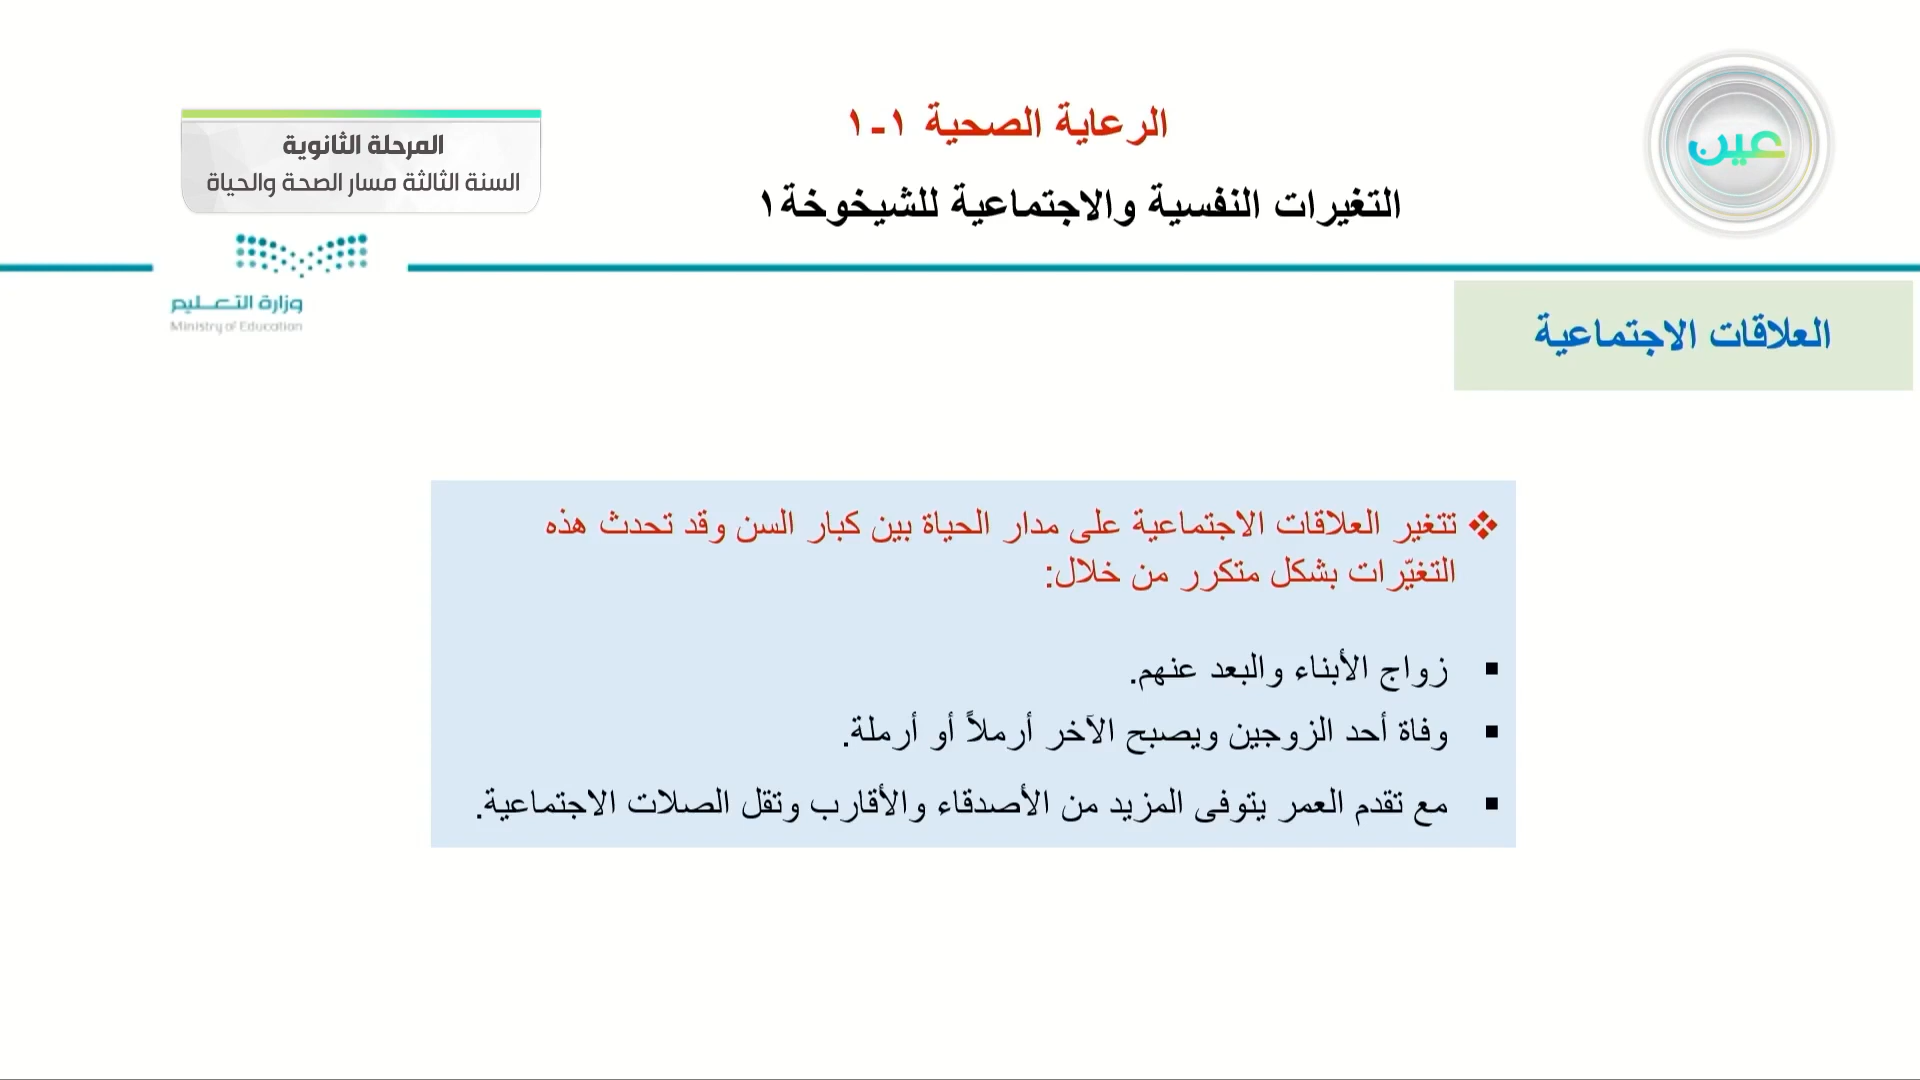 الرعاية الصحية ١-١
التغيرات النفسية والاجتماعية للشيخوخة١
عين
المرحلة الثانوية
السنة الثالثة مسار الصحة والحياة
وزارة التعليم
Ministry of Education
العلاقات الاجتماعية
❖ تتغير العلاقات الاجتماعية على مدار الحياة بين كبار السن وقد تحدث هذه
التغيّرات بشكل متكرر من خلال:
▪ زواج الأبناء والبعد عنهم.
▪ وفاة أحد الزوجين ويصبح الآخر أرملاً أو أرملة.
▪ مع تقدم العمر يتوفى المزيد من الأصدقاء والأقارب وتقل الصلات الاجتماعية.